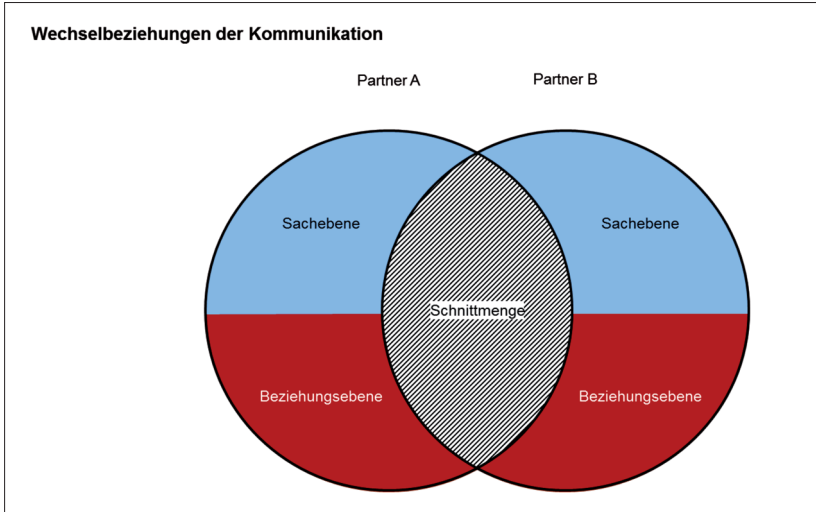 Wechselbeziehungen der Kommunikation
Partner A
Partner B
Sachebene
Sachebene
Schnittmenge
Beziehungsebene
Beziehungsebene